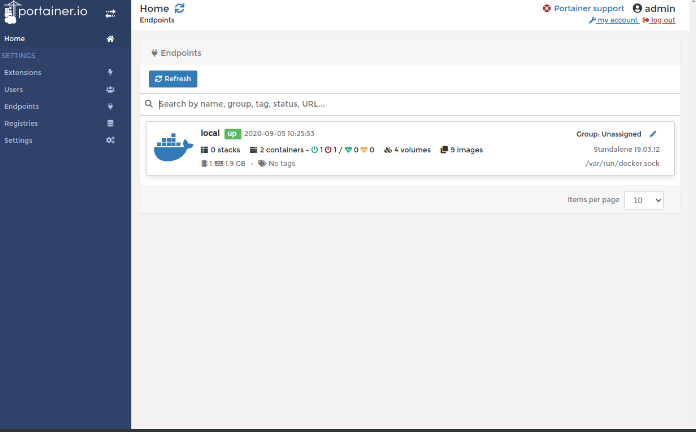 portainer.io
Home
SETTINGS
Extensions
Users
Endpoints
Registries
Settings
Home
Endpoints
Portainer support
admin
my account
log out
Endpoints
Refresh
Search by name, group, tag, status, URL...
local up 2020-09-05 10:25:53
Group: Unassigned
0 stacks 2 containers - 1 1 / 0 0 4 volumes 9 images
Standalone 19.03.12
1 1.9 GB - No tags
/var/run/docker.sock
Items per page 10